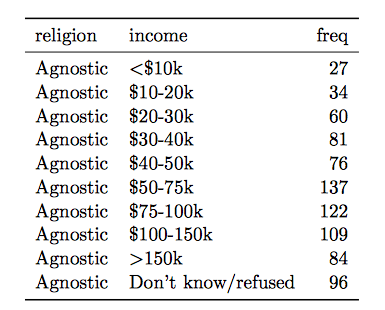 religion income freq
Agnostic <$10k 27
Agnostic $10-20k 34
Agnostic $20-30k 60
Agnostic $30-40k 81
Agnostic $40-50k 76
Agnostic $50-75k 137
Agnostic $75-100k 122
Agnostic $100-150k 109
Agnostic >150k 84
Agnostic Don't know/refused 96